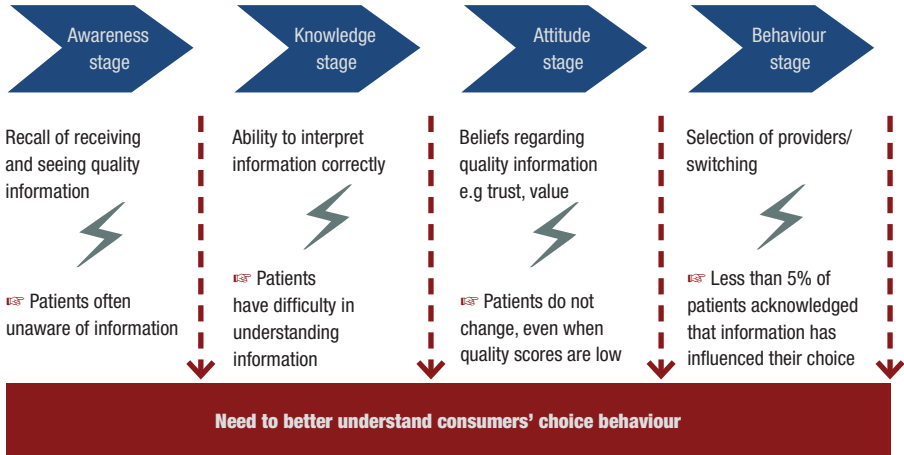 Awareness
stage
Knowledge
stage
Attitude
stage
Behaviour
stage
Recall of receiving
and seeing quality
information
☞ Patients often
unaware of information
Ability to interpret
information correctly
☞ Patients
have difficulty in
understanding
information
Beliefs regarding
quality information
e.g trust, value
☞ Patients do not
change, even when
quality scores are low
Selection of providers/
switching
☞ Less than 5% of
patients acknowledged
that information has
influenced their choice
Need to better understand consumers’ choice behaviour